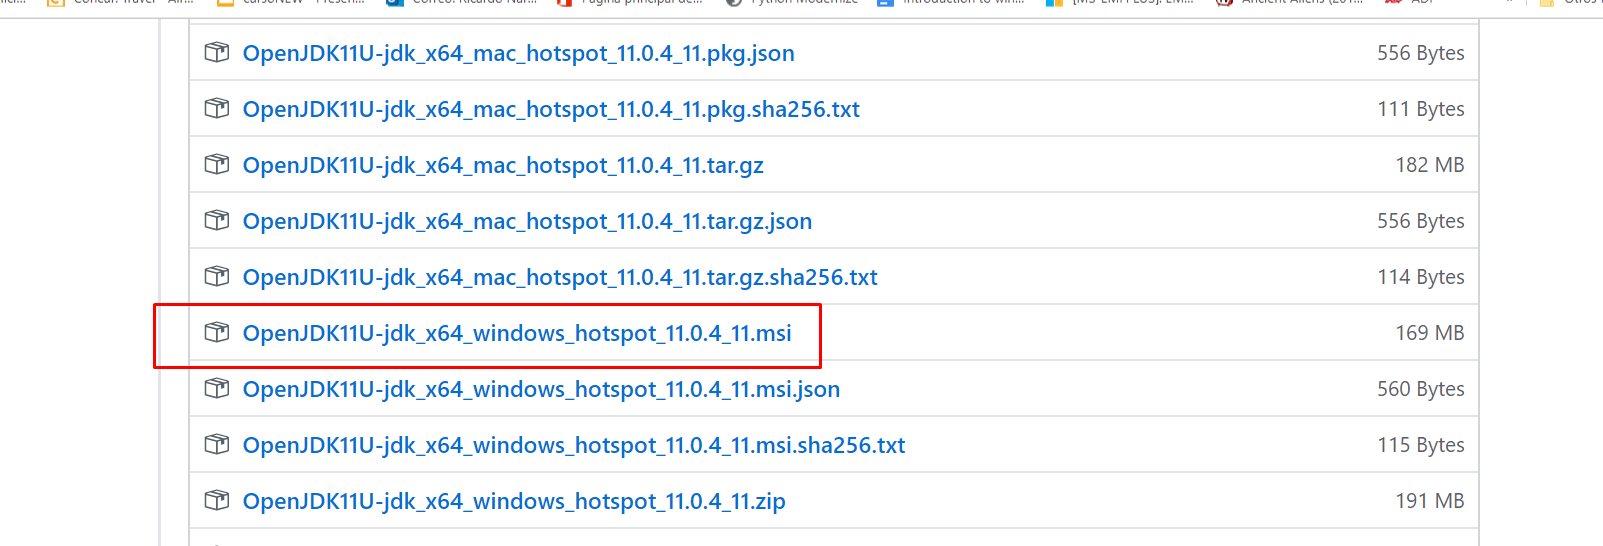 OpenJDK11U-jdk_x64_mac_hotspot_11.0.4_11.pkg.json 556 Bytes
OpenJDK11U-jdk_x64_mac_hotspot_11.0.4_11.pkg.sha256.txt 111 Bytes
OpenJDK11U-jdk_x64_mac_hotspot_11.0.4_11.tar.gz 182 MB
OpenJDK11U-jdk_x64_mac_hotspot_11.0.4_11.tar.gz.json 556 Bytes
OpenJDK11U-jdk_x64_mac_hotspot_11.0.4_11.tar.gz.sha256.txt 114 Bytes
OpenJDK11U-jdk_x64_windows_hotspot_11.0.4_11.msi 169 MB
OpenJDK11U-jdk_x64_windows_hotspot_11.0.4_11.msi.json 560 Bytes
OpenJDK11U-jdk_x64_windows_hotspot_11.0.4_11.msi.sha256.txt 115 Bytes
OpenJDK11U-jdk_x64_windows_hotspot_11.0.4_11.zip 191 MB